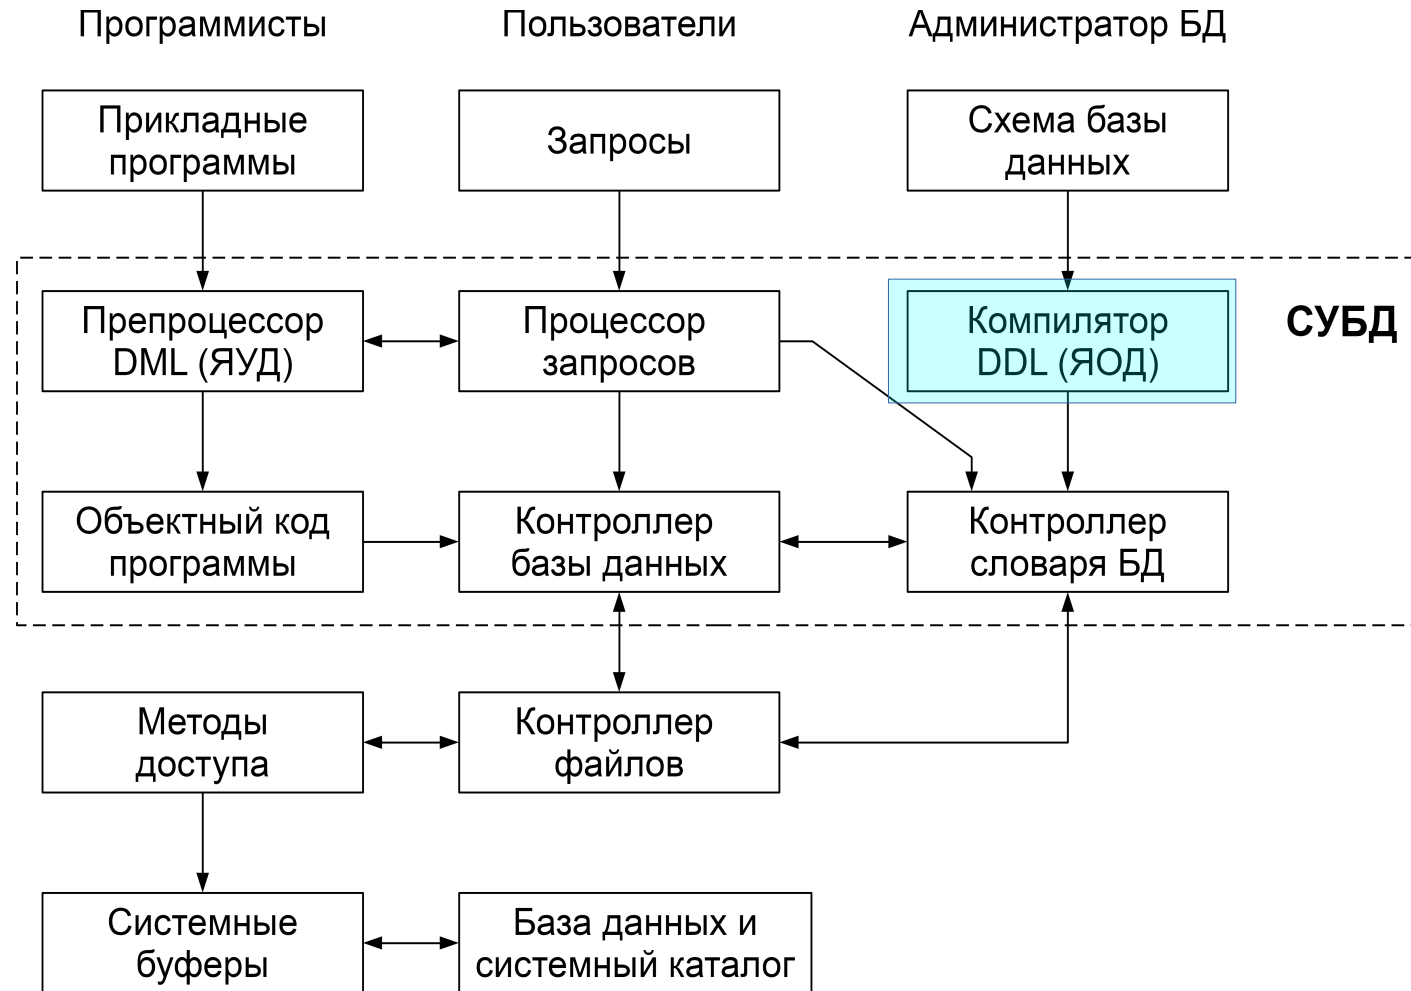 Программисты
Пользователи
Администратор БД
Прикладные
программы
Запросы
Схема базы
данных
Препроцессор
DML (ЯУД)
Процессор
запросов
Компилятор
DDL (ЯОД)
СУБД
Объектный код
программы
Контроллер
базы данных
Контроллер
словаря БД
Методы
доступа
Контроллер
файлов
Системные
буферы
База данных и
системный каталог